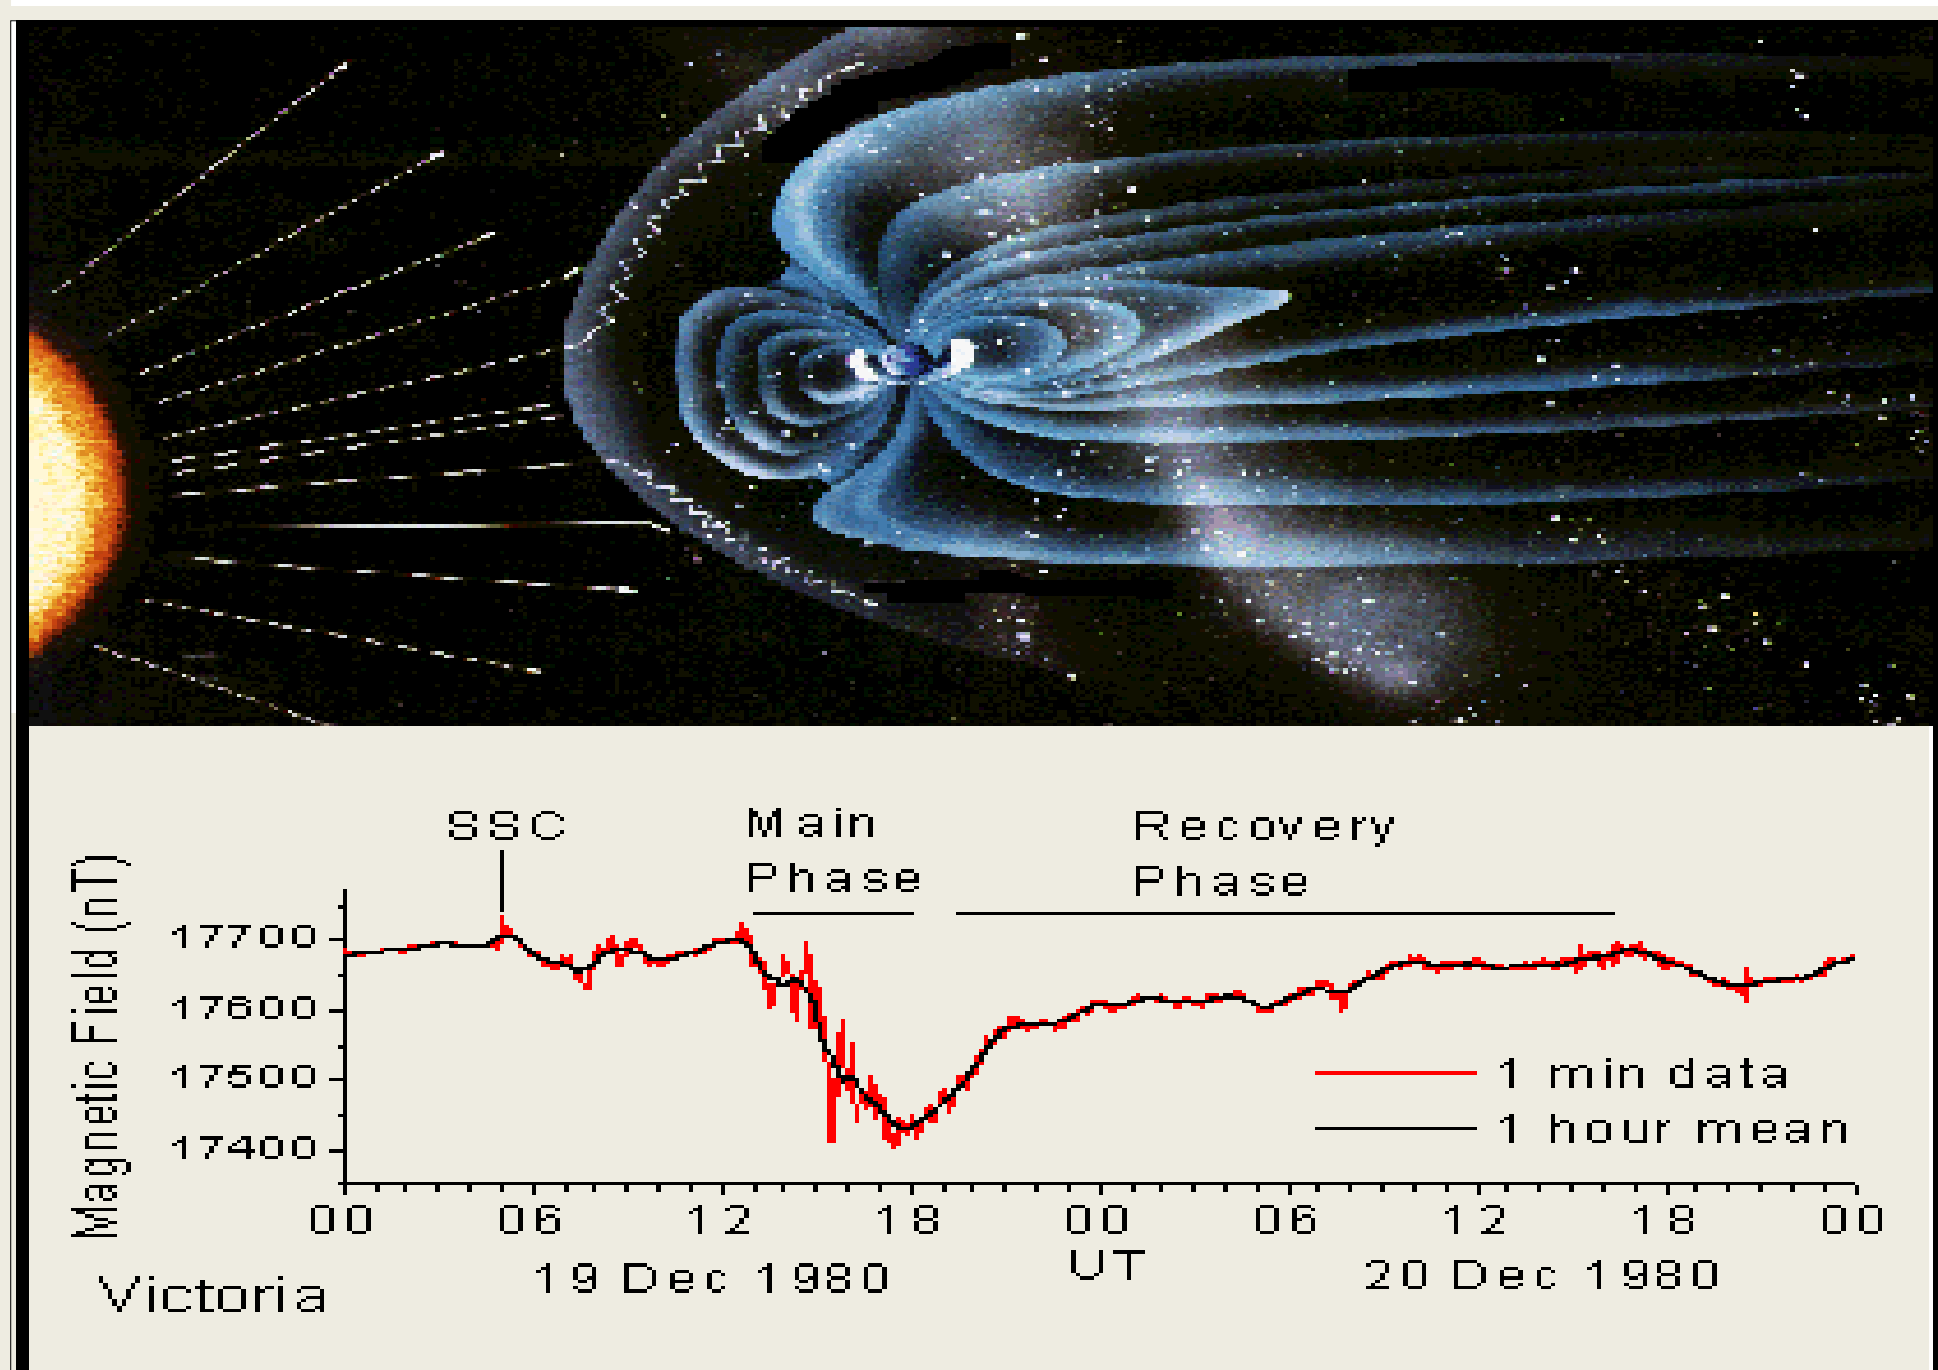 SSC
Main
Phase
Recovery
Phase
Magnetic Field (nT)
17700
17600
17500
17400
1 min data
1 hour mean
00 06 12 18 00 06 12 18 00
UT
19 Dec 1980
20 Dec 1980
Victoria